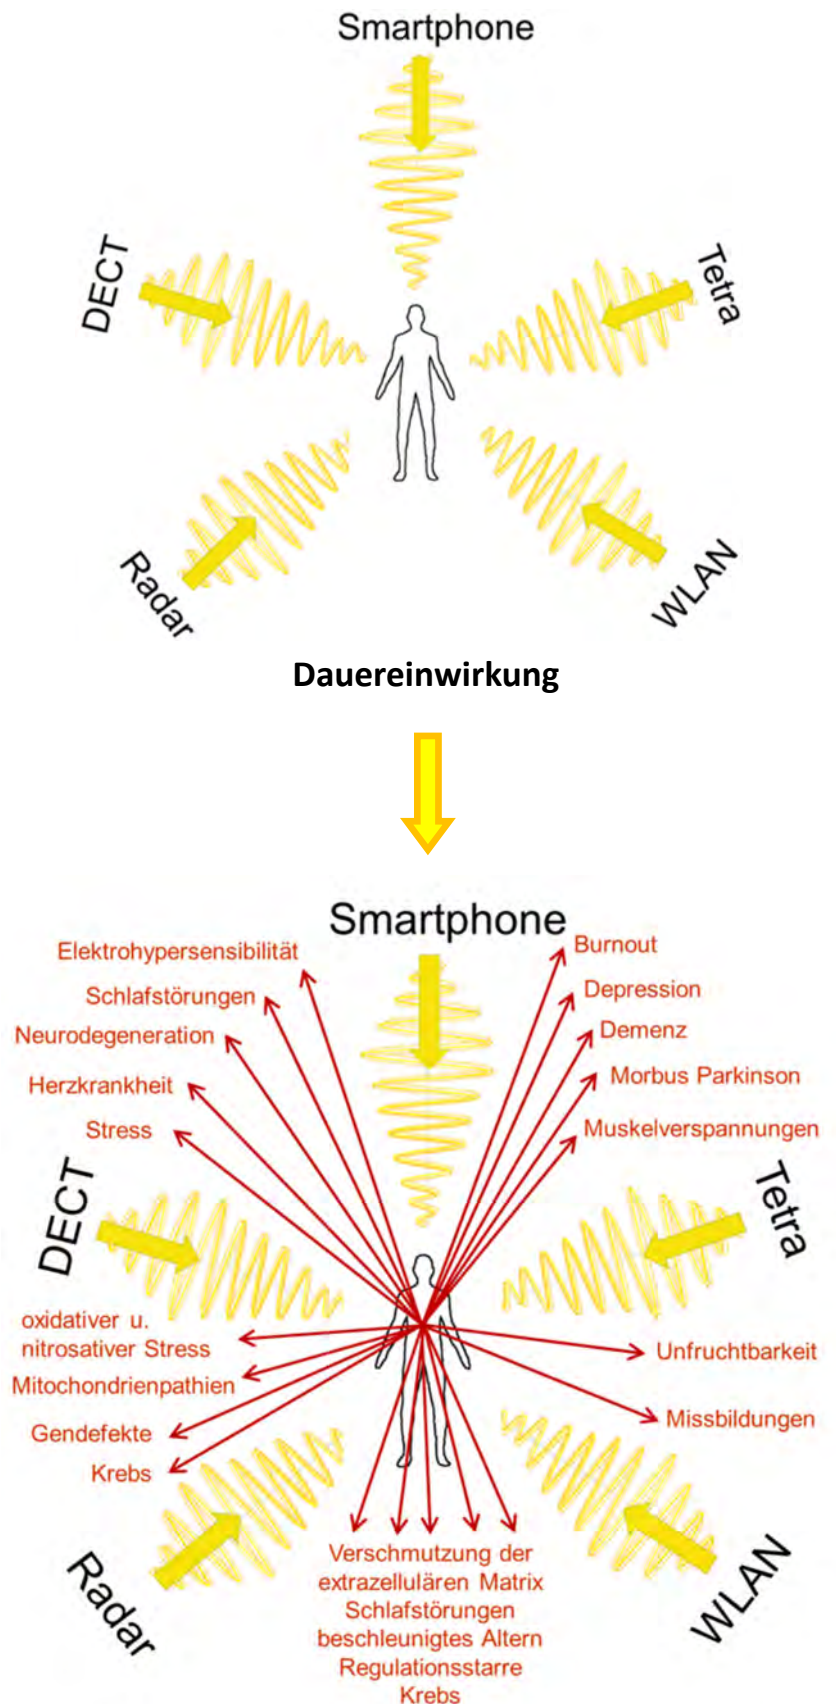 Smartphone
DECT
Tetra
Radar
WLAN
Dauereinwirkung
Smartphone
Elektrohypersensibilität
Schlafstörungen
Neurodegeneration
Herzkrankheit
Stress
Burnout
Depression
Demenz
Morbus Parkinson
Muskelverspannungen
DECT
Tetra
oxidativer u.
nitrosativer Stress
Mitochondrienpathien
Gendefekte
Krebs
Unfruchtbarkeit
Missbildungen
Radar
WLAN
Verschmutzung der
extrazellulären Matrix
Schlafstörungen
beschleunigtes Altern
Regulationsstarre
Krebs